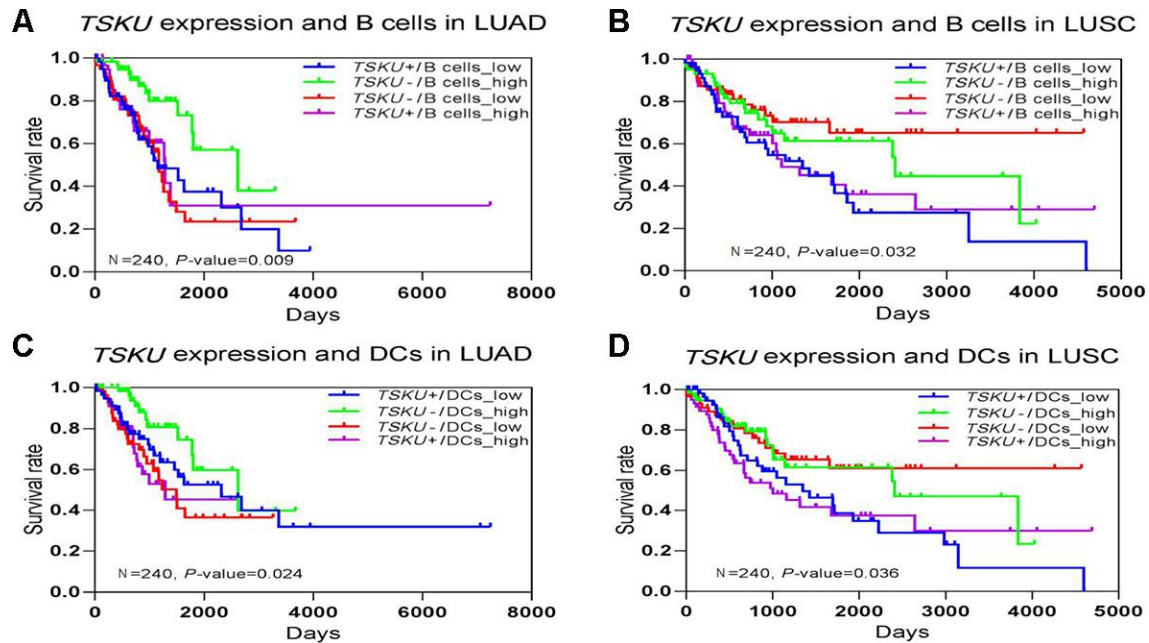 A
TSKU expression and B cells in LUAD
Survival rate
1.0
0.8
0.6
0.4
0.2
0.0
TSKU+/B cells_low
TSKU-/B cells_high
TSKU-/B cells_low
TSKU+/B cells_high
N=240, P-value=0.009
0 2000 4000 6000 8000
Days
B
TSKU expression and B cells in LUSC
Survival rate
1.0
0.8
0.6
0.4
0.2
0.0
TSKU+/B cells_low
TSKU-/B cells_high
TSKU-/B cells_low
TSKU+/B cells_high
N=240, P-value=0.032
0 1000 2000 3000 4000 5000
Days
C
TSKU expression and DCs in LUAD
Survival rate
1.0
0.8
0.6
0.4
0.2
0.0
TSKU+/DCs_low
TSKU-/DCs_high
TSKU-/DCs_low
TSKU+/DCs_high
N=240, P-value=0.024
0 2000 4000 6000 8000
Days
D
TSKU expression and DCs in LUSC
Survival rate
1.0
0.8
0.6
0.4
0.2
0.0
TSKU+/DCs_low
TSKU-/DCs_high
TSKU-/DCs_low
TSKU+/DCs_high
N=240, P-value=0.036
0 1000 2000 3000 4000 5000
Days